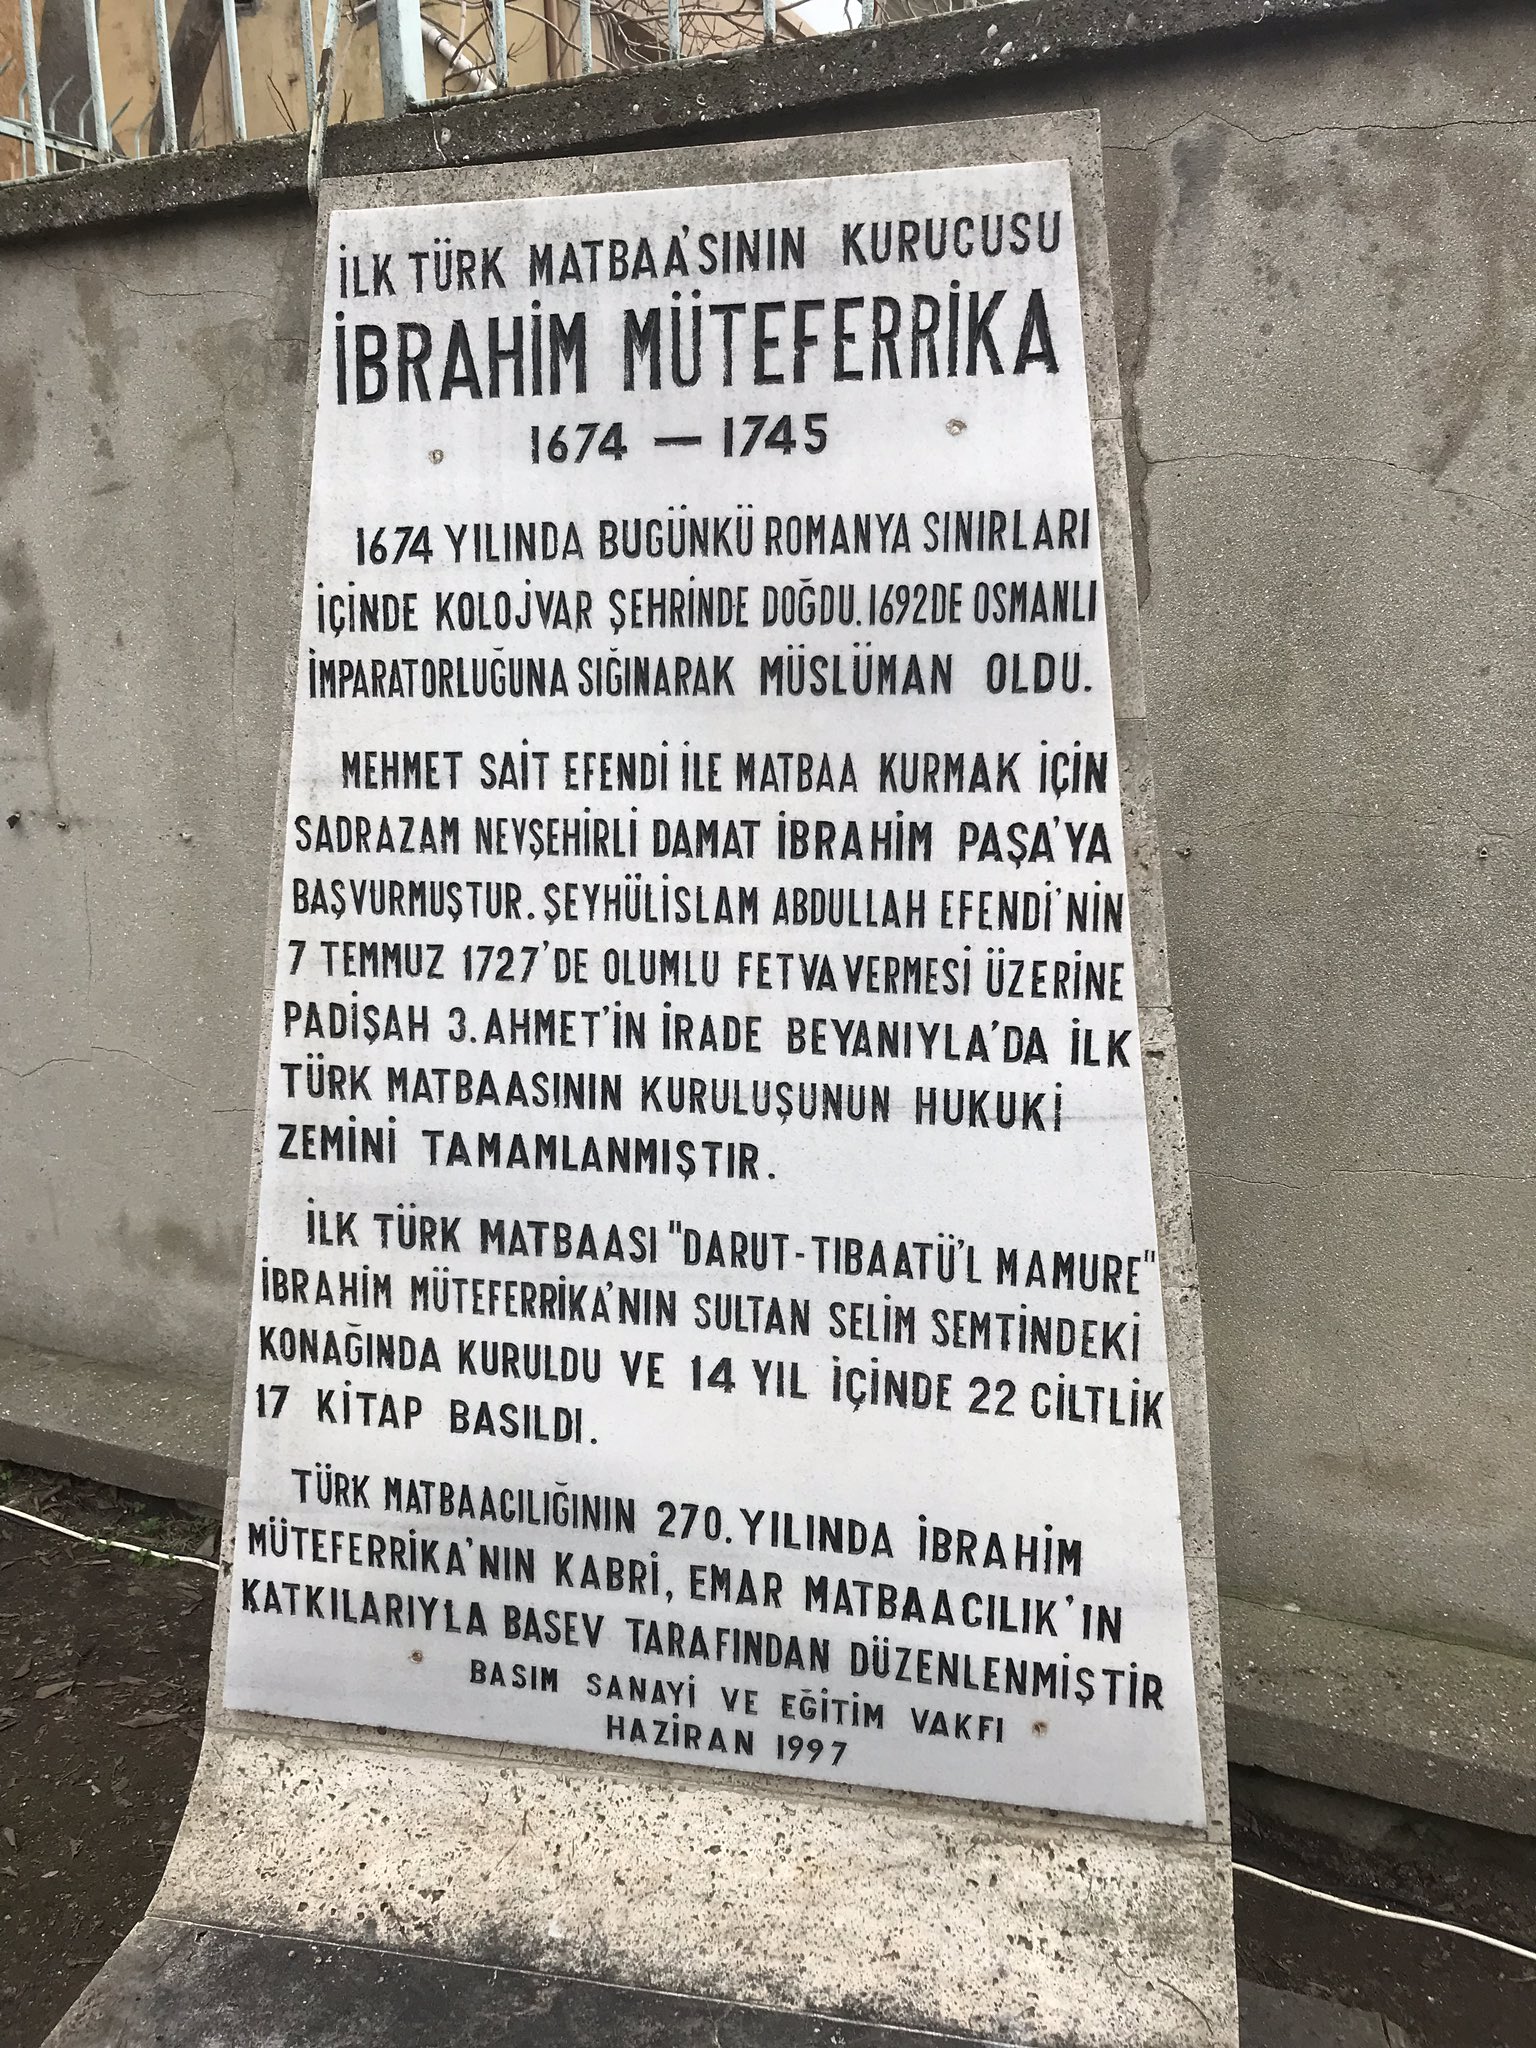 İLK TÜRK MATBAA'SININ KURUCUSU
İBRAHİM MÜTEFERRİKA
1674 — 1745
1674 YILINDA BUGÜNKÜ ROMANYA SINIRLARI
İÇİNDE KOLOJVAR ŞEHRİNDE DOĞDU. 1692DE OSMANLI
İMPARATORLUĞUNA SIĞINARAK MÜSLÜMAN OLDU.
MEHMET SAİT EFENDİ İLE MATBAA KURMAK İÇİN
SADRAZAM NEVŞEHİRLİ DAMAT İBRAHİM PAŞA'YA
BAŞVURMUŞTUR. ŞEYHÜLİSLAM ABDULLAH EFENDİ'NİN
7 TEMMUZ 1727'DE OLUMLU FETVA VERMESİ ÜZERİNE
PADİŞAH 3. AHMET'İN İRADE BEYANIYLA'DA İLK
TÜRK MATBAASININ KURULUŞUNUN HUKUKİ
ZEMİNİ TAMAMLANMIŞTIR.
İLK TÜRK MATBAASI "DARUT-TIBAATÜ'L MAMURE"
İBRAHİM MÜTEFERRİKA'NIN SULTAN SELİM SEMTİNDEKİ
KONAĞINDA KURULDU VE 14 YIL İÇİNDE 22 CİLTLİK
17 KİTAP BASILDI.
TÜRK MATBAACILIĞININ 270. YILINDA İBRAHİM
MÜTEFERRİKA'NIN KABRİ, EMAR MATBAACILIK'IN
KATKILARIYLA BASEV TARAFINDAN DÜZENLENMİŞTİR
BASIM SANAYİ VE EĞİTİM VAKFI
HAZİRAN 1997